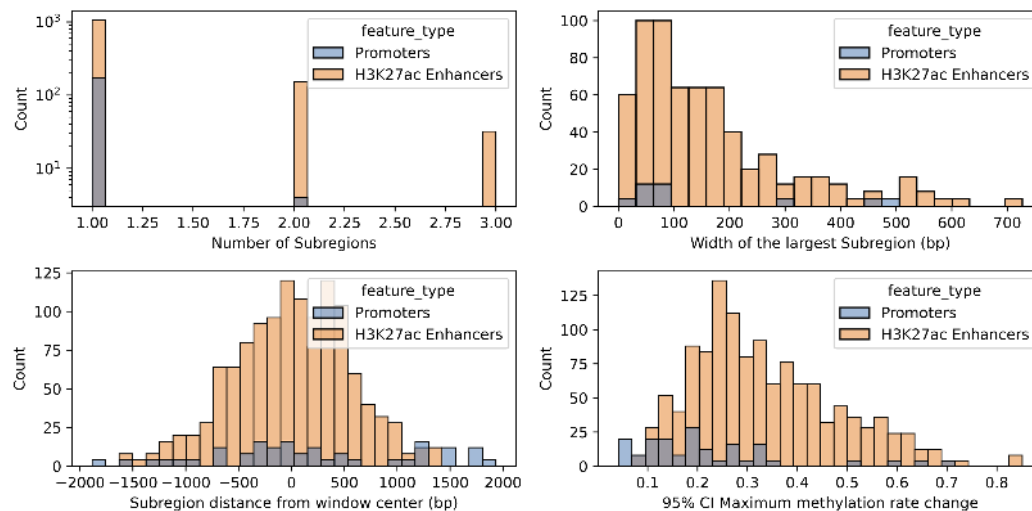 10³
10²
10¹
Count
feature_type
Promoters
H3K27ac Enhancers
1.00 1.25 1.50 1.75 2.00 2.25 2.50 2.75 3.00
Number of Subregions
100
80
60
40
20
0
Count
feature_type
Promoters
H3K27ac Enhancers
0 100 200 300 400 500 600 700
Width of the largest Subregion (bp)
125
100
75
50
25
0
Count
feature_type
Promoters
H3K27ac Enhancers
−2000 −1500 −1000 −500 0 500 1000 1500 2000
Subregion distance from window center (bp)
125
100
75
50
25
0
Count
feature_type
Promoters
H3K27ac Enhancers
0.1 0.2 0.3 0.4 0.5 0.6 0.7 0.8
95% CI Maximum methylation rate change